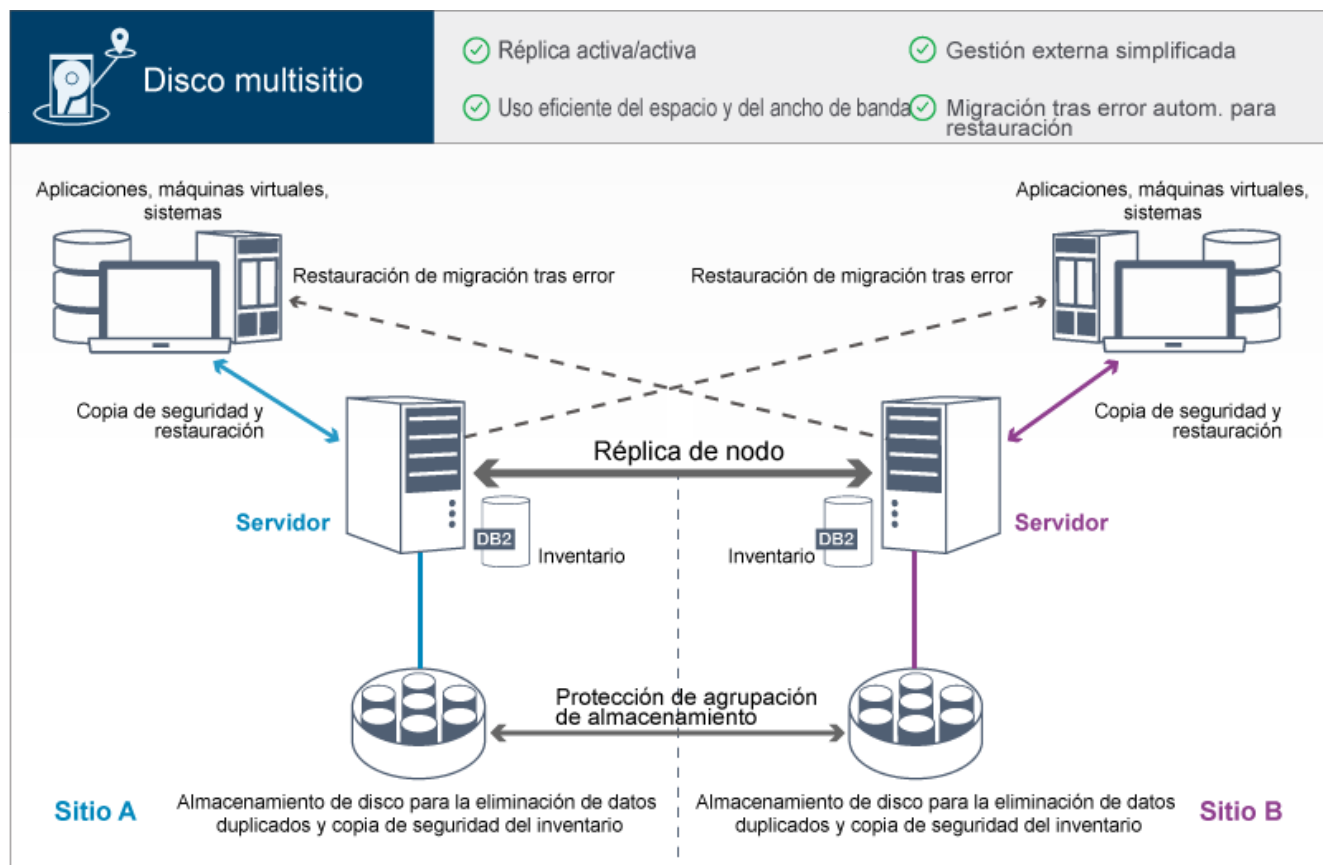 Disco multisitio
Réplica activa/activa
Gestión externa simplificada
Uso eficiente del espacio y del ancho de banda
Migración tras error autom. para
restauración
Aplicaciones, máquinas virtuales,
sistemas
Aplicaciones, máquinas virtuales,
sistemas
Restauración de migración tras error
Restauración de migración tras error
Copia de seguridad y
restauración
Copia de seguridad y
restauración
Réplica de nodo
Servidor
Servidor
DB2
Inventario
Inventario
DB2
Protección de agrupación
de almacenamiento
Sitio A
Almacenamiento de disco para la eliminación de datos
duplicados y copia de seguridad del inventario
Almacenamiento de disco para la eliminación de datos
duplicados y copia de seguridad del inventario
Sitio B